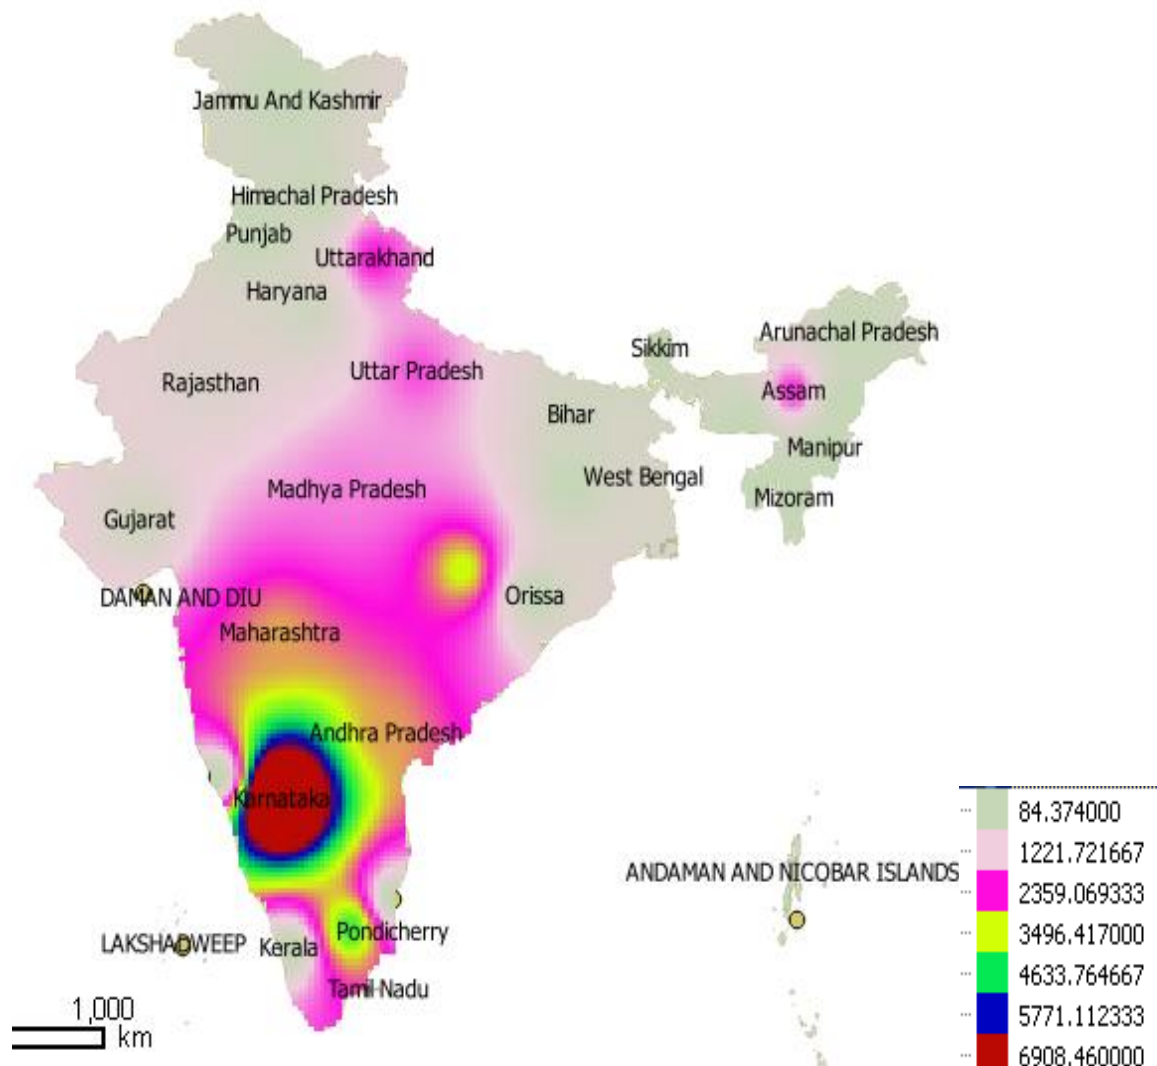 Jammu And Kashmir
Himachal Pradesh
Punjab
Uttarakhand
Haryana
Arunachal Pradesh
Sikkim
Uttar Pradesh
Rajasthan
Assam
Bihar
Manipur
West Bengal
Madhya Pradesh
Mizoram
Gujarat
DAMAN AND DIU
Orissa
Maharashtra
Andhra Pradesh
Karnataka
84.374000
1221.721667
ANDAMAN AND NICOBAR ISLANDS
2359.069333
Pondicherry
3496.417000
LAKSHADWEEP
Kerala
4633.764667
Tamil Nadu
1,000
km
5771.112333
6908.460000